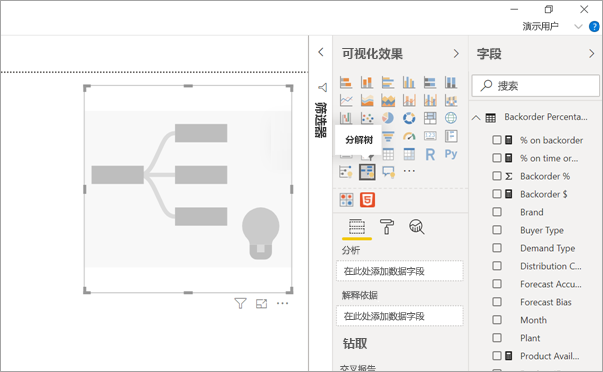 演示用户
?
筛选器
可视化效果
分解树
R
Py
5
分析
在此处添加数据字段
解释依据
在此处添加数据字段
钻取
交叉报告
字段
搜索
Backorder Percenta...
% on backorder
% on time or...
Σ Backorder %
Backorder $
Brand
Buyer Type
Demand Type
Distribution C...
Forecast Accu...
Forecast Bias
Month
Plant
Product Avail...